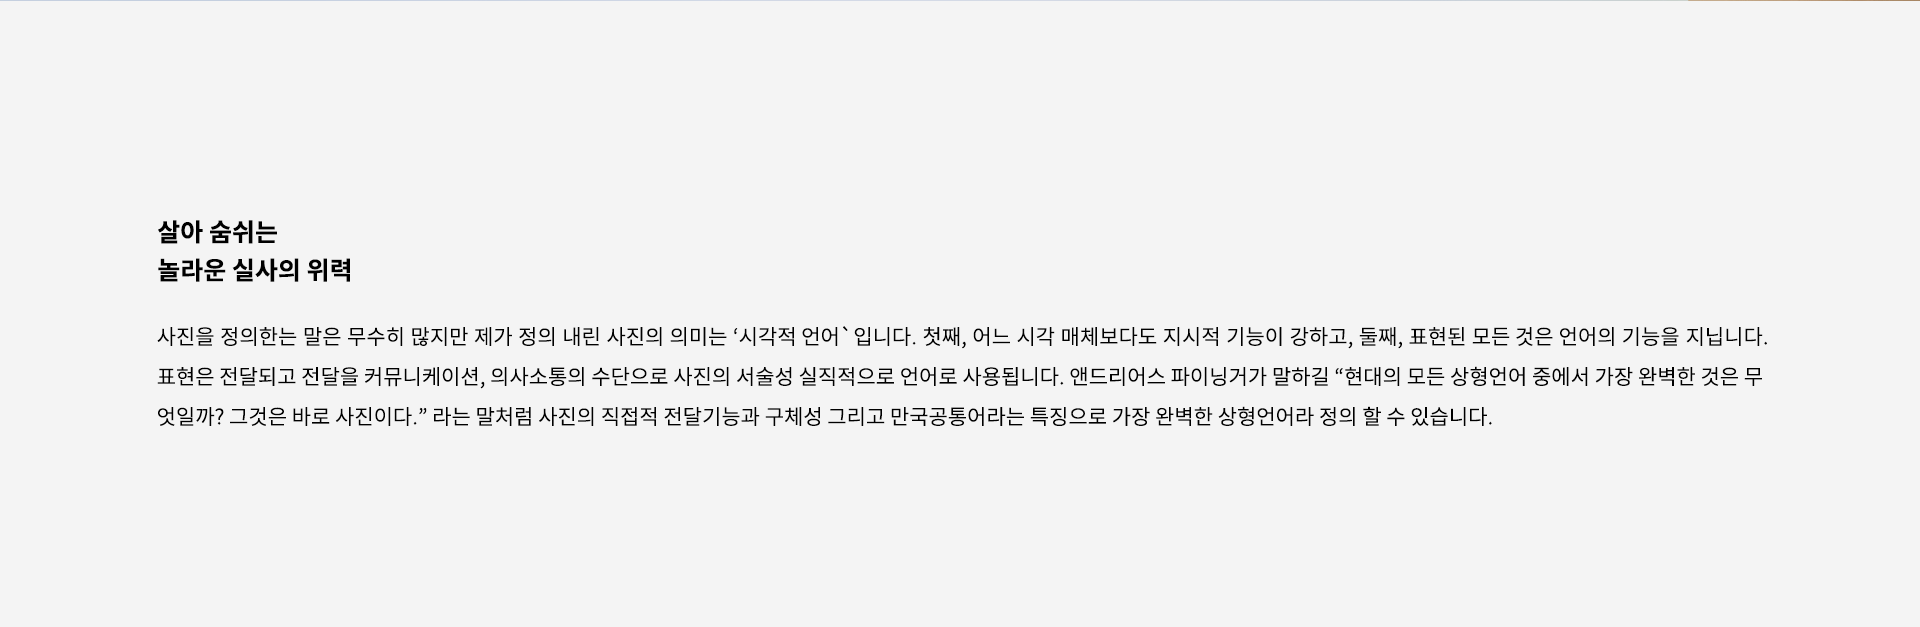 살아 숨쉬는
놀라운 실사의 위력
사진을 정의한는 말은 무수히 많지만 제가 정의 내린 사진의 의미는 ‘시각적 언어`입니다. 첫째, 어느 시각 매체보다도 지시적 기능이 강하고, 둘째, 표현된 모든 것은 언어의 기능을 지닙니다.
표현은 전달되고 전달을 커뮤니케이션, 의사소통의 수단으로 사진의 서술성 실직적으로 언어로 사용됩니다. 앤드리어스 파이닝거가 말하길 “현대의 모든 상형언어 중에서 가장 완벽한 것은 무
엇일까? 그것은 바로 사진이다.” 라는 말처럼 사진의 직접적 전달기능과 구체성 그리고 만국공통어라는 특징으로 가장 완벽한 상형언어라 정의 할 수 있습니다.